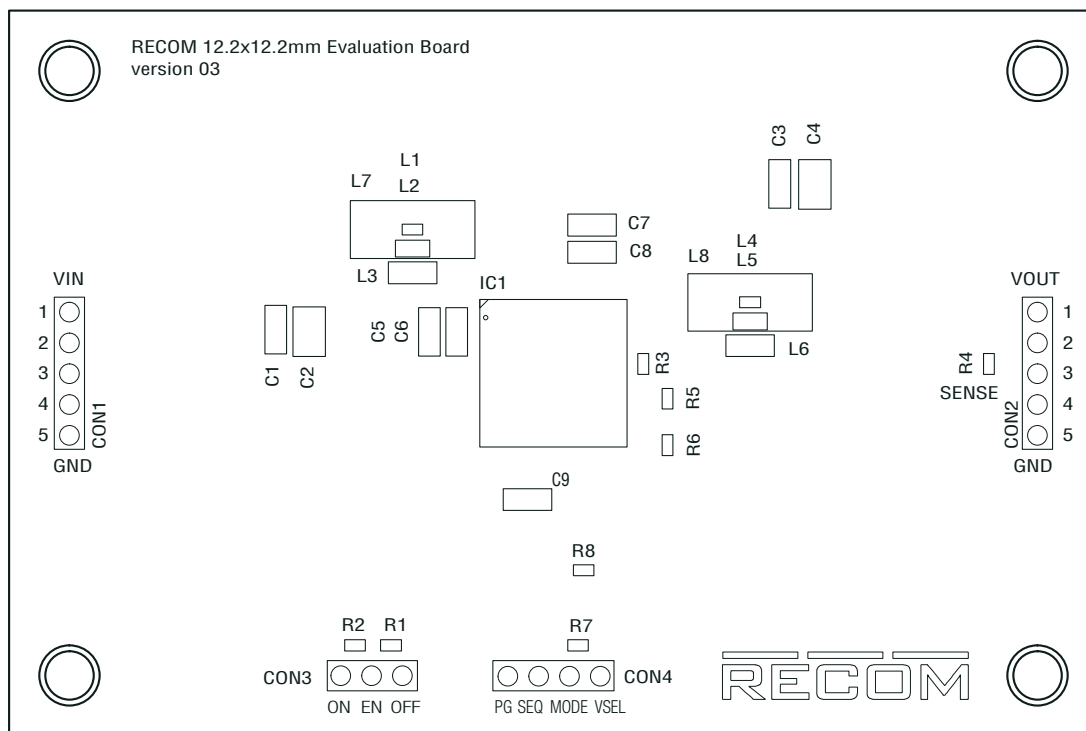 RECOM 12.2x12.2mm Evaluation Board
version 03
C3
C4
L1
L7
L2
C7
C8
L4
L8
L5
L3
IC1
VIN
VOUT
1
2
3
4
5
CON1
GND
C1
C2
C5
C6
R3
R5
R6
L6
R4
SENSE
1
2
3
4
5
CON2
GND
C9
R8
R2
R1
R7
CON3
CON4
ON EN OFF
PG SEQ MODE VSEL
RECOM